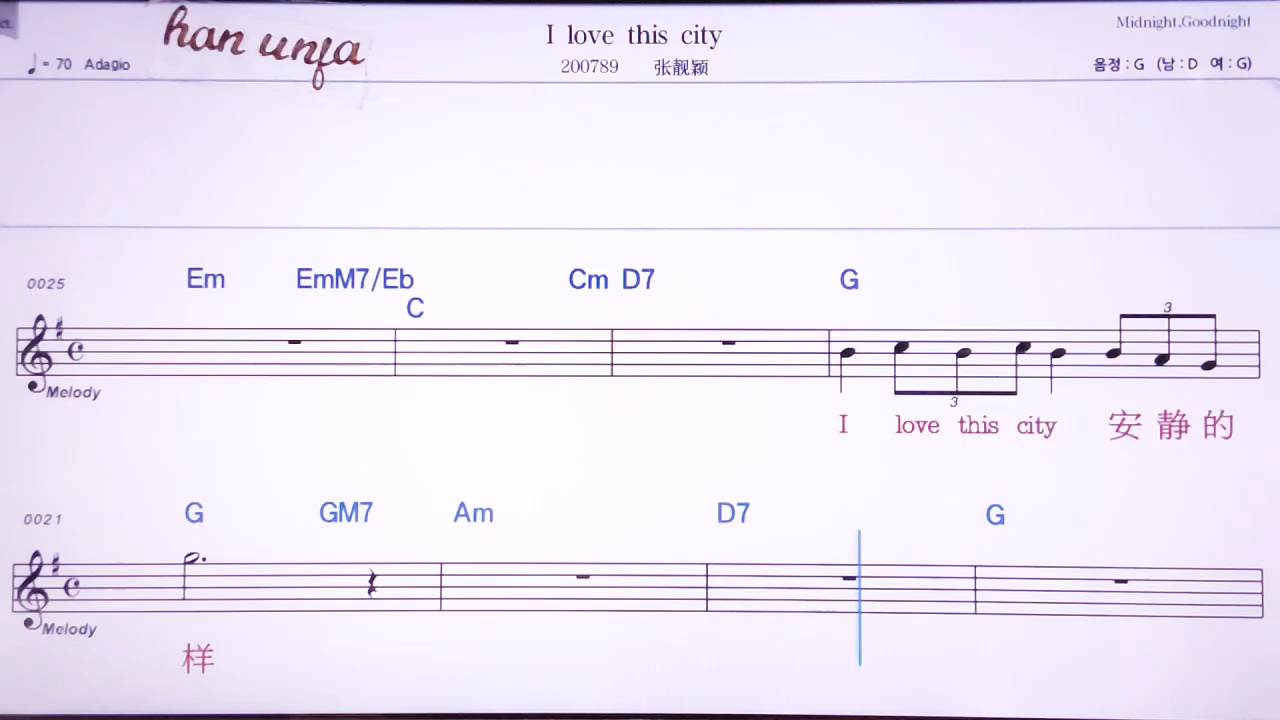 han unfa
I love this city
Midnight,Goodnight
= 70 Adagio
200789 张靓颖
음정 : G (남 : D 여 : G)
0025
Em EmM7/Eb C Cm D7 G
3
Melody
3
I love this city 安 静 的
0021
G GM7 Am D7 G
Melody
样